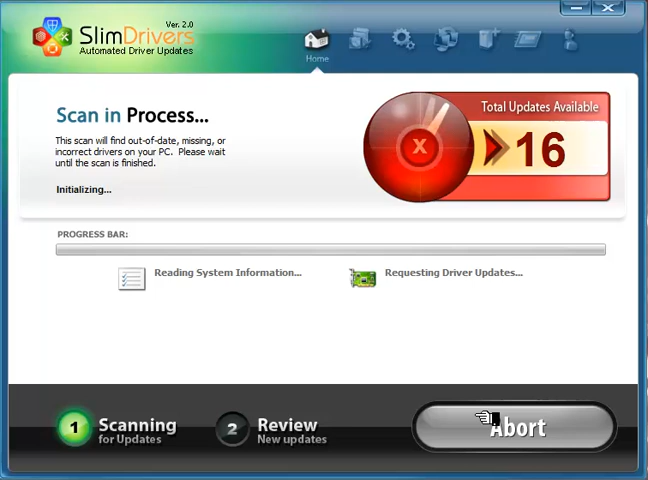 Ver. 2.0
SlimDrivers
Automated Driver Updates
Home
Scan in Process...
This scan will find out-of-date, missing, or
incorrect drivers on your PC. Please wait
until the scan is finished.
Initializing...
Total Updates Available
X
16
PROGRESS BAR:
Reading System Information...
Requesting Driver Updates...
1
Scanning
for Updates
2
Review
New updates
Abort